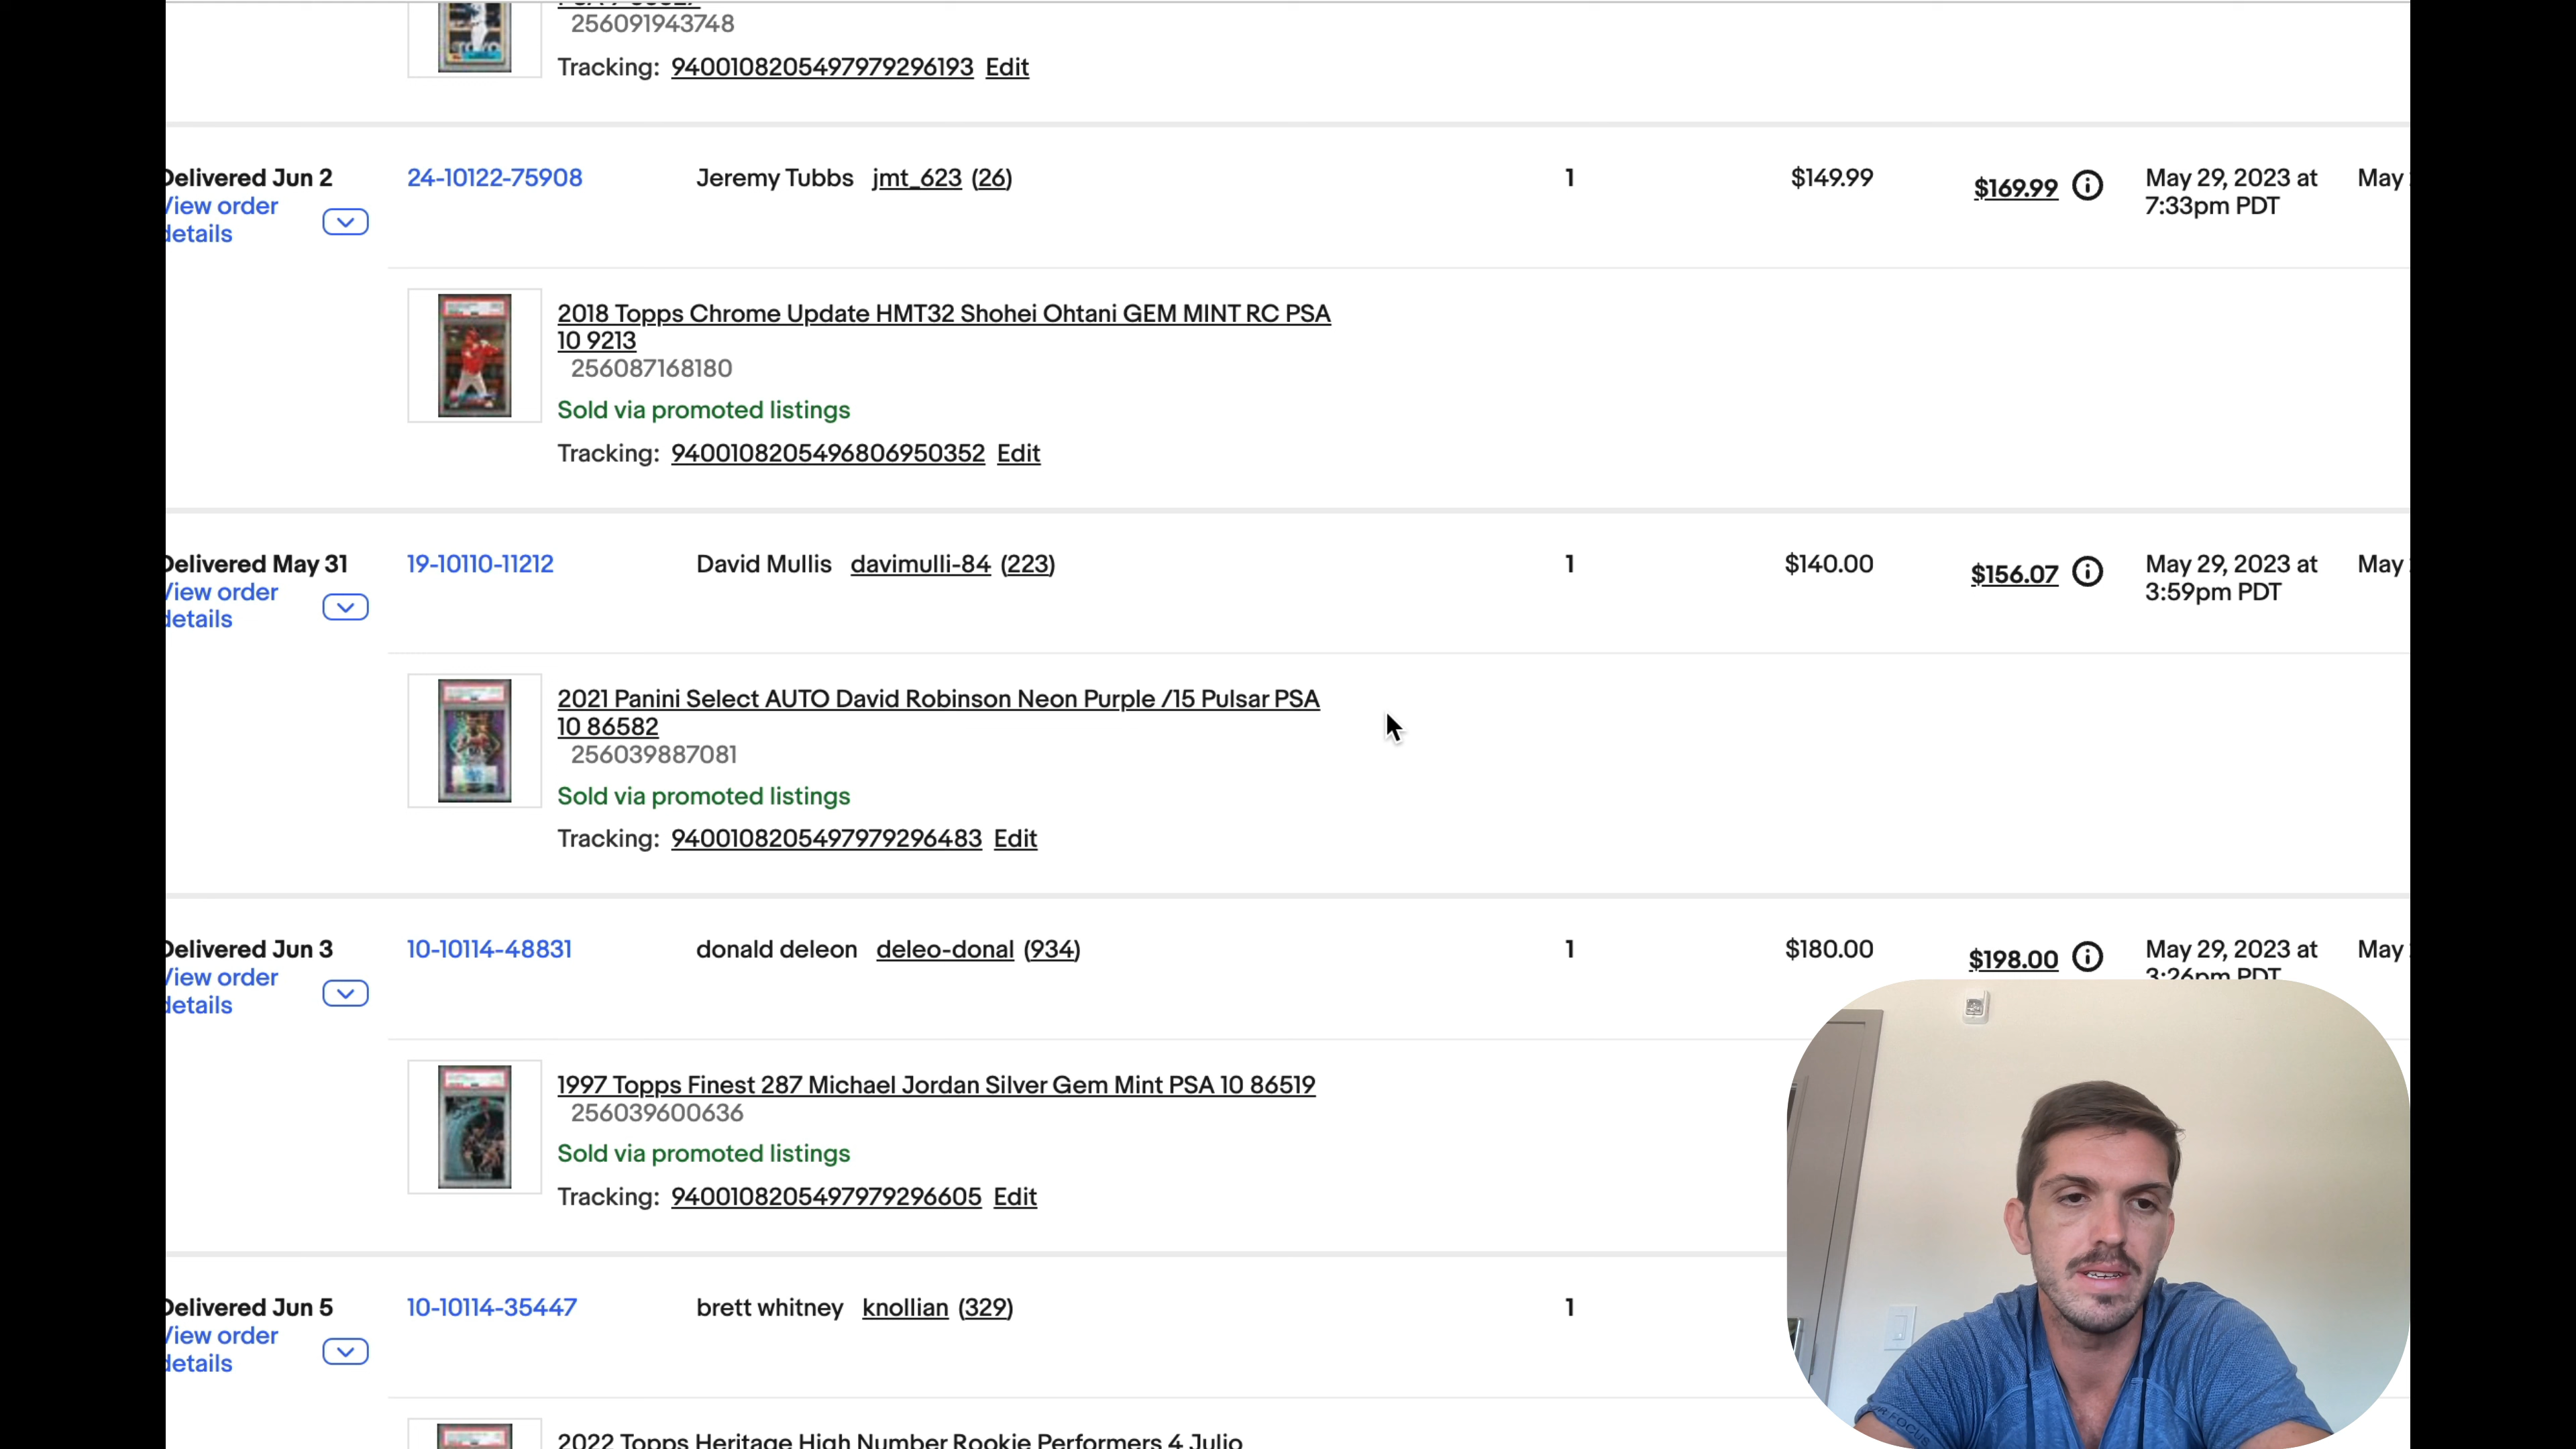 256091943748
Tracking: 9400108205497979296193 Edit
Delivered Jun 2 24-10122-75908 Jeremy Tubbs jmt_623 (26) 1 $149.99 $169.99 May 29, 2023 at May
View order 7:33pm PDT
details
2018 Topps Chrome Update HMT32 Shohei Ohtani GEM MINT RC PSA
10 9213
256087168180
Sold via promoted listings
Tracking: 9400108205496806950352 Edit
Delivered May 31 19-10110-11212 David Mullis davimulli-84 (223) 1 $140.00 $156.07 May 29, 2023 at May
View order 3:59pm PDT
details
2021 Panini Select AUTO David Robinson Neon Purple /15 Pulsar PSA
10 86582
256039887081
Sold via promoted listings
Tracking: 9400108205497979296483 Edit
Delivered Jun 3 10-10114-48831 donald deleon deleo-donal (934) 1 $180.00 $198.00 May 29, 2023 at May
View order 3:26pm PDT
details
1997 Topps Finest 287 Michael Jordan Silver Gem Mint PSA 10 86519
256039600636
Sold via promoted listings
Tracking: 9400108205497979296605 Edit
Delivered Jun 5 10-10114-35447 brett whitney knollian (329) 1
View order
details
2022 Topps Heritage High Number Rookie Performers 4 Julio